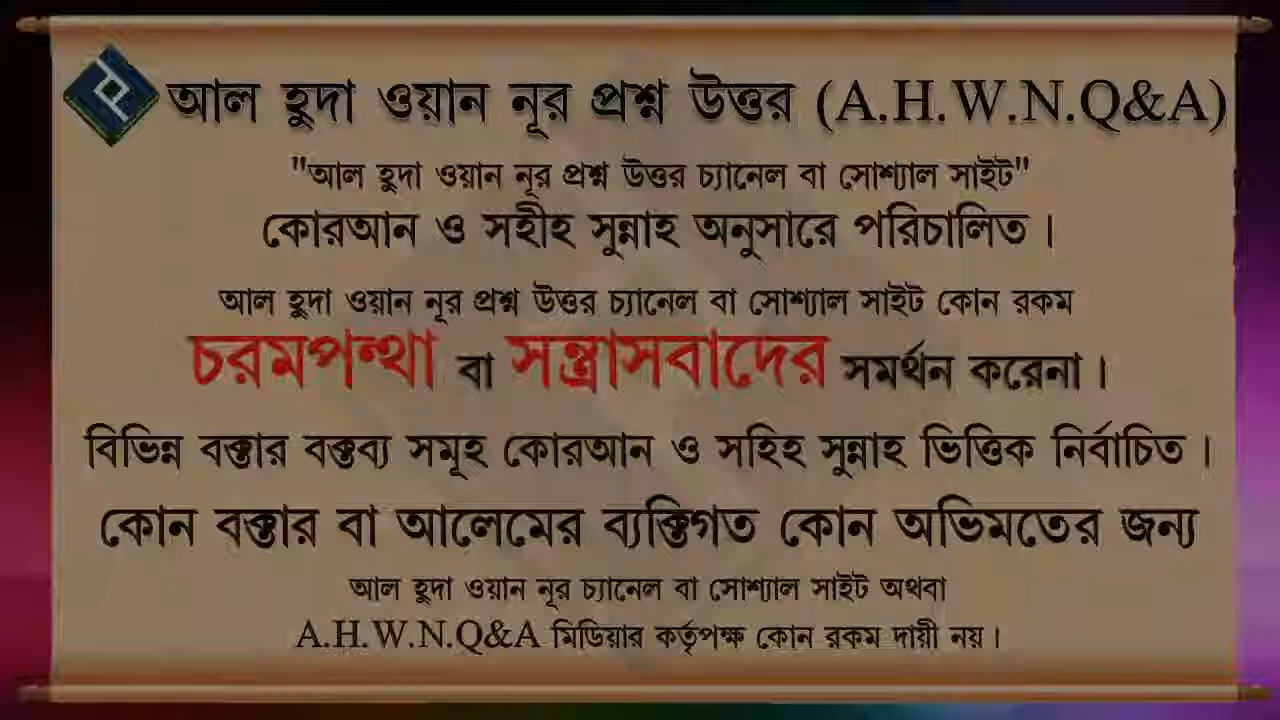 আল হুদা ওয়ান নূর প্রশ্ন উত্তর (A.H.W.N.Q&A)
"আল হুদা ওয়ান নূর প্রশ্ন উত্তর চ্যানেল বা সোশ্যাল সাইট"
কোরআন ও সহীহ সুন্নাহ অনুসারে পরিচালিত।
আল হুদা ওয়ান নূর প্রশ্ন উত্তর চ্যানেল বা সোশ্যাল সাইট কোন রকম
চরমপন্থা বা সন্ত্রাসবাদের সমর্থন করেনা।
বিভিন্ন বক্তার বক্তব্য সমূহ কোরআন ও সহিহ সুন্নাহ ভিত্তিক নির্বাচিত।
কোন বক্তার বা আলেমের ব্যক্তিগত কোন অভিমতের জন্য
আল হুদা ওয়ান নূর চ্যানেল বা সোশ্যাল সাইট অথবা
A.H.W.N.Q&A মিডিয়ার কর্তৃপক্ষ কোন রকম দায়ী নয়।